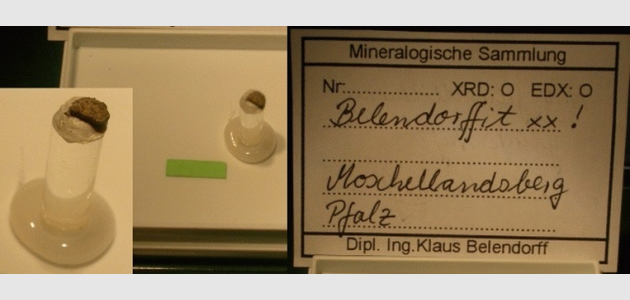 Mineralogische Sammlung
Nr:.................... XRD: O EDX: O
Belendorffit xx !
Moschellandsberg
Pfalz
Dipl. Ing.Klaus Belendorff